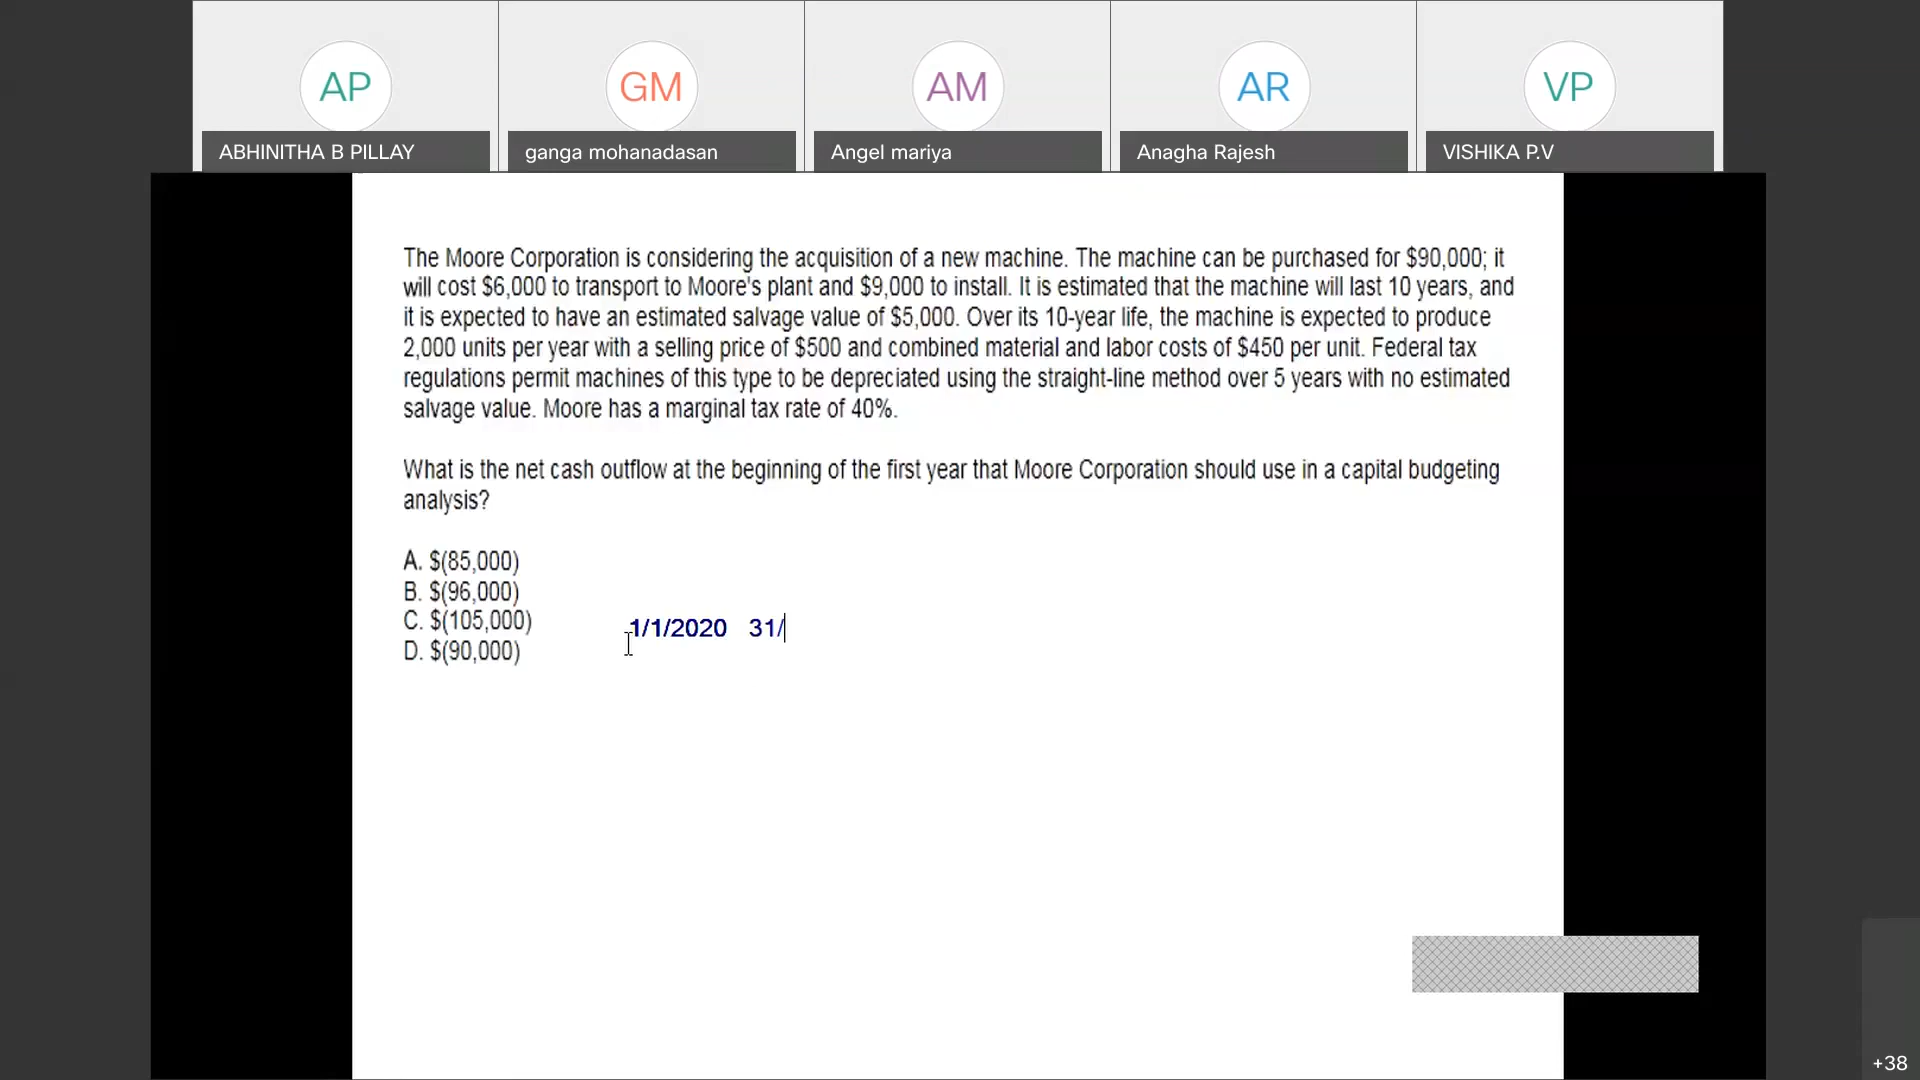 AP
GM
AM
AR
VP
ABHINITHA B PILLAY
ganga mohanadasan
Angel mariya
Anagha Rajesh
VISHIKA P.V
The Moore Corporation is considering the acquisition of a new machine. The machine can be purchased for $90,000; it
will cost $6,000 to transport to Moore's plant and $9,000 to install. It is estimated that the machine will last 10 years, and
it is expected to have an estimated salvage value of $5,000. Over its 10-year life, the machine is expected to produce
2,000 units per year with a selling price of $500 and combined material and labor costs of $450 per unit. Federal tax
regulations permit machines of this type to be depreciated using the straight-line method over 5 years with no estimated
salvage value. Moore has a marginal tax rate of 40%.
What is the net cash outflow at the beginning of the first year that Moore Corporation should use in a capital budgeting
analysis?
A. $(85,000)
B. $(96,000)
C. $(105,000)
1/1/2020 31/
D. $(90,000)
+38